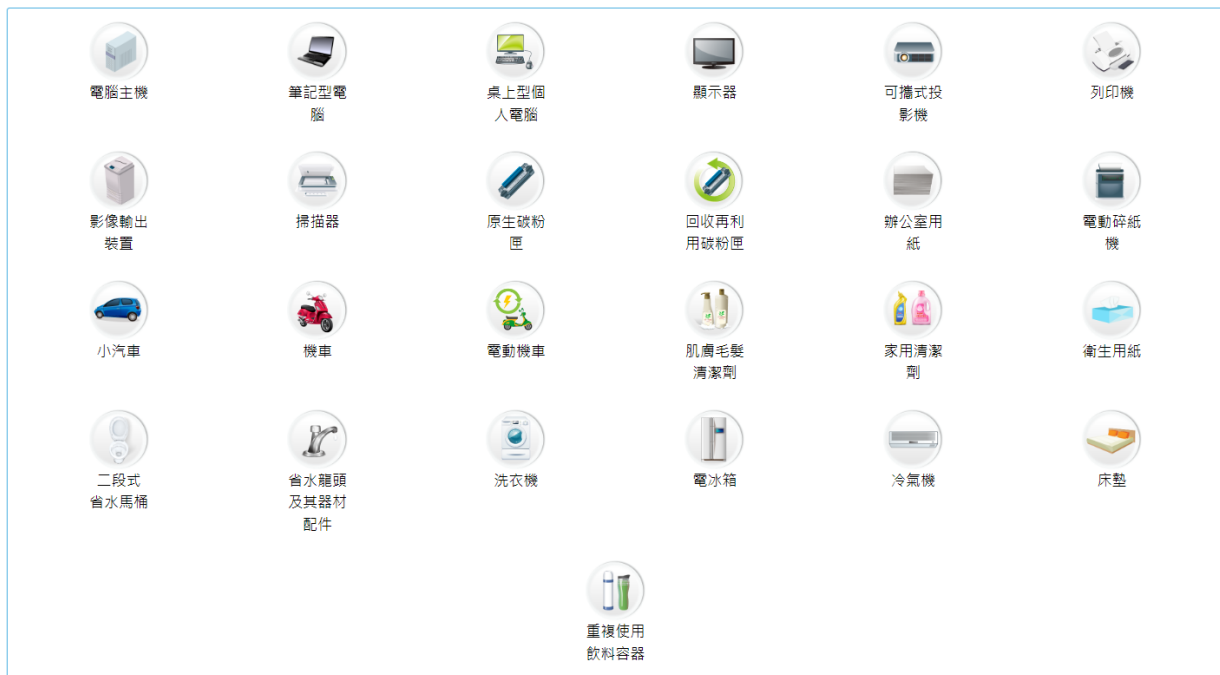 電腦主機
筆記型電
腦
桌上型個
人電腦
顯示器
可攜式投
影機
列印機
影像輸出
裝置
掃描器
原生碳粉
匣
回收再利
用碳粉匣
辦公室用
紙
電動碎紙
機
小汽車
機車
電動機車
肌膚毛髮
清潔劑
家用清潔
劑
衛生用紙
二段式
省水馬桶
省水龍頭
及其器材
配件
洗衣機
電冰箱
冷氣機
床墊
重複使用
飲料容器